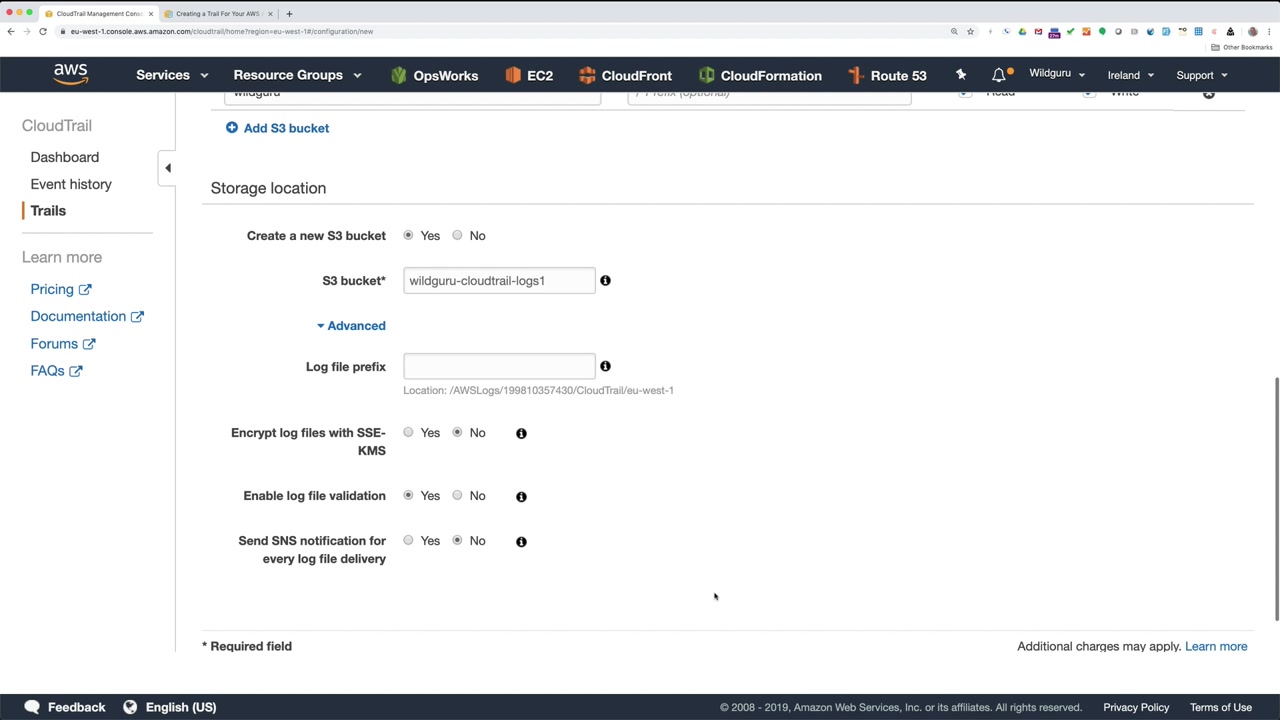 CloudTrail Management Cons
Creating a Trail For Your AWS
eu-west-1.console.aws.amazon.com/cloudtrail/home?region=eu-west-1#/configuration/new
Other Bookmarks
aws
Services
Resource Groups
OpsWorks
EC2
CloudFront
CloudFormation
Route 53
Wildguru
Ireland
Support
wildguru
/ Prefix (optional)
Read
Write
Add S3 bucket
CloudTrail
Dashboard
Event history
Trails
Learn more
Pricing
Documentation
Forums
FAQs
Storage location
Create a new S3 bucket Yes No
S3 bucket* wildguru-cloudtrail-logs1
Advanced
Log file prefix
Location: /AWSLogs/199810357430/CloudTrail/eu-west-1
Encrypt log files with SSE-
KMS
Yes No
Enable log file validation Yes No
Send SNS notification for
every log file delivery
Yes No
* Required field
Additional charges may apply. Learn more
Feedback
English (US)
© 2008 - 2019, Amazon Web Services, Inc. or its affiliates. All rights reserved.
Privacy Policy
Terms of Use